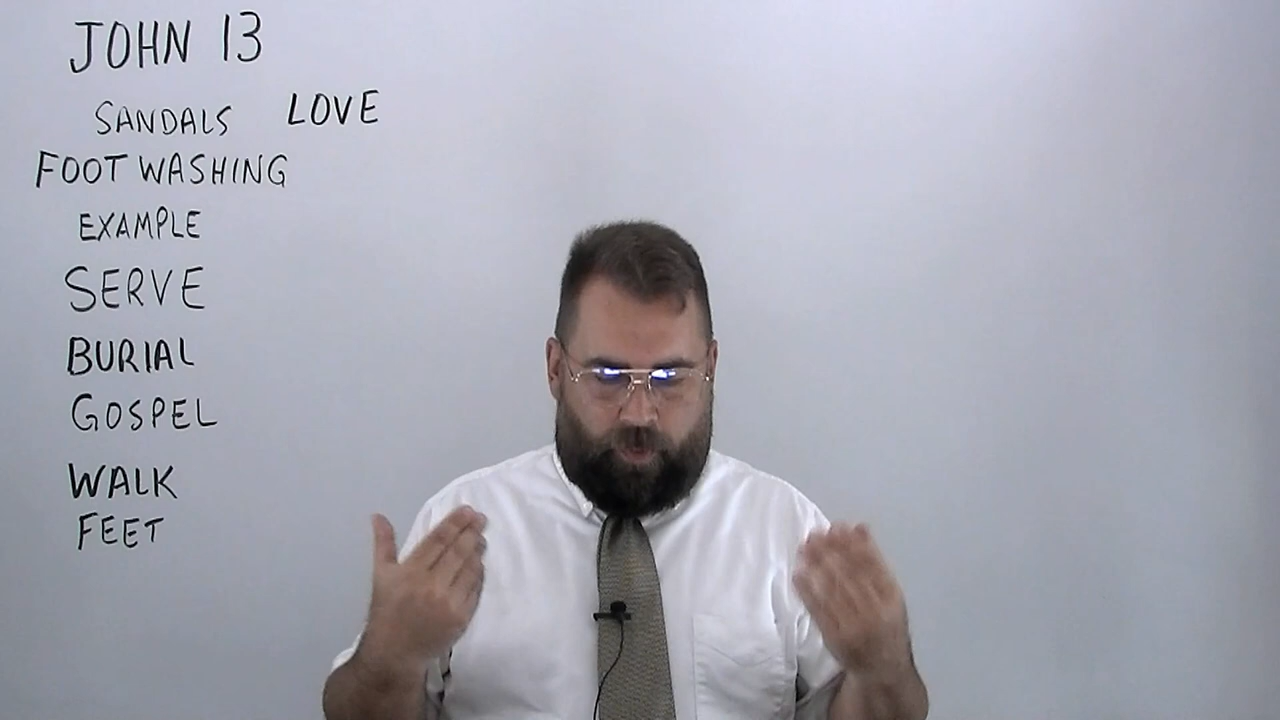 JOHN 13
SANDALS LOVE
FOOT WASHING
EXAMPLE
SERVE
BURIAL
GOSPEL
WALK
FEET